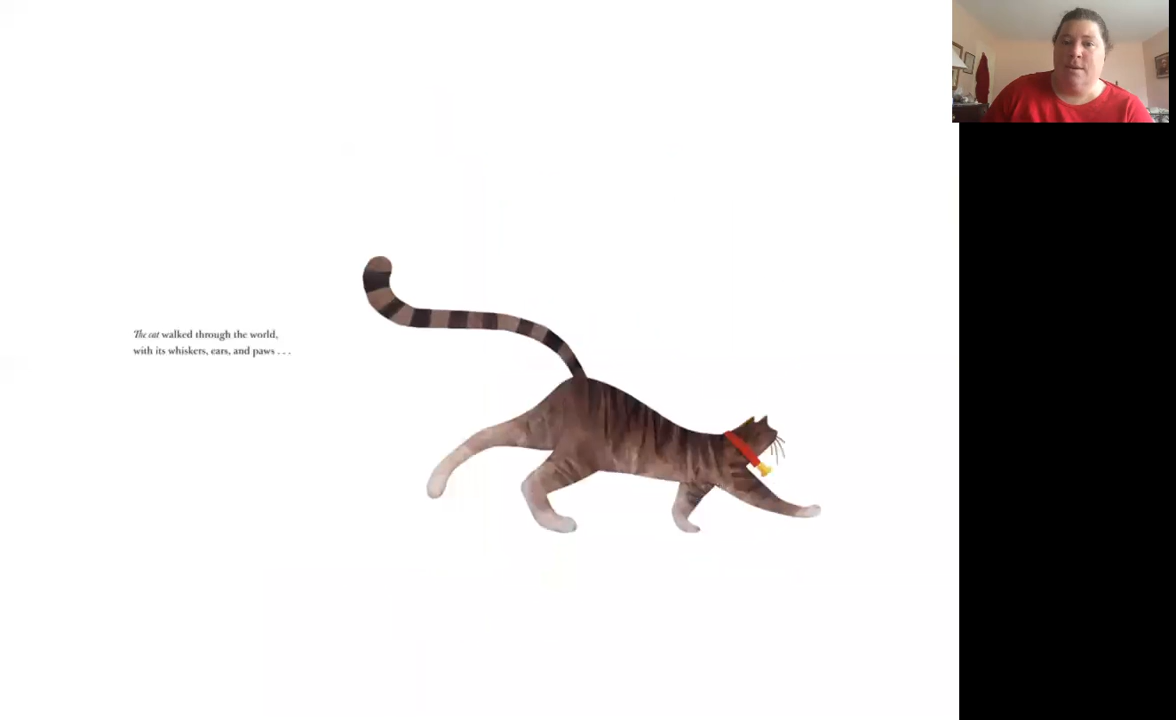 The cat walked through the world,
with its whiskers, ears, and paws . . .